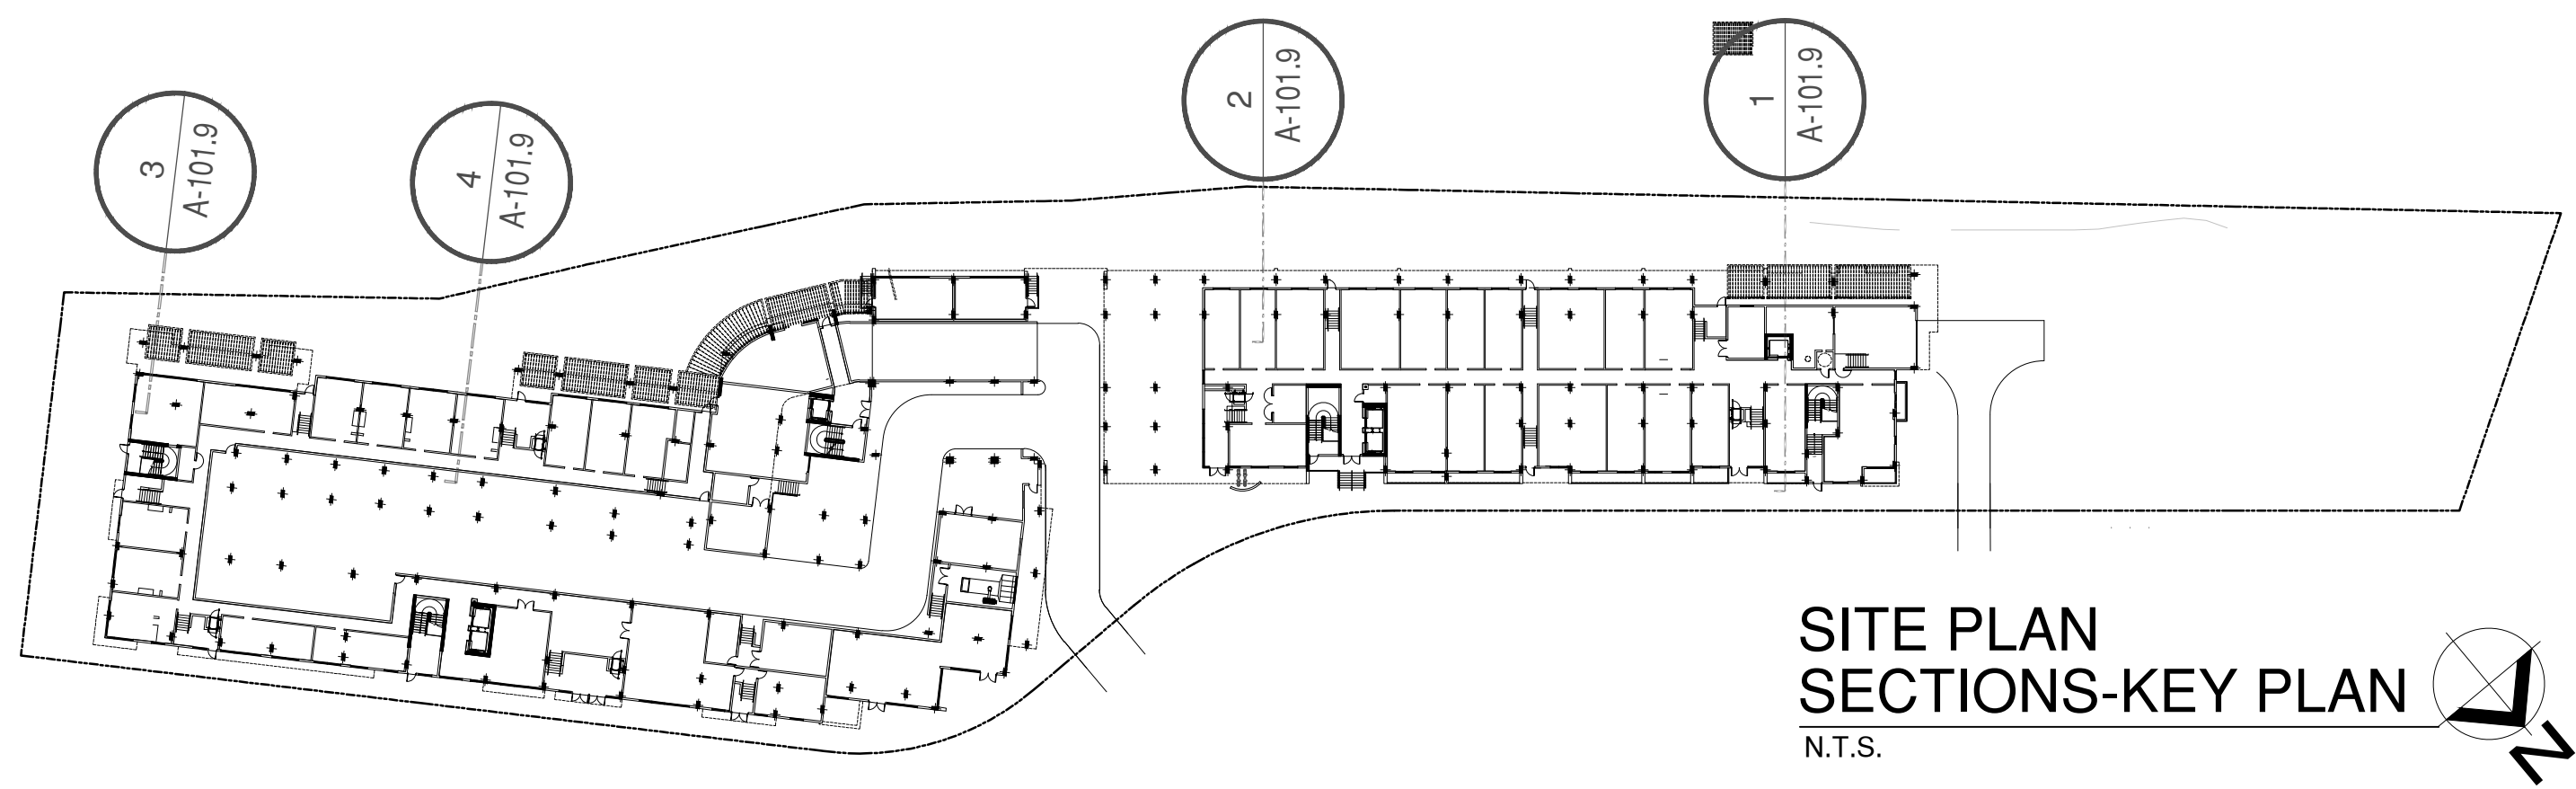 3
A-101.9
4
A-101.9
2
A-101.9
1
A-101.9
SITE PLAN
SECTIONS-KEY PLAN
N.T.S.
N